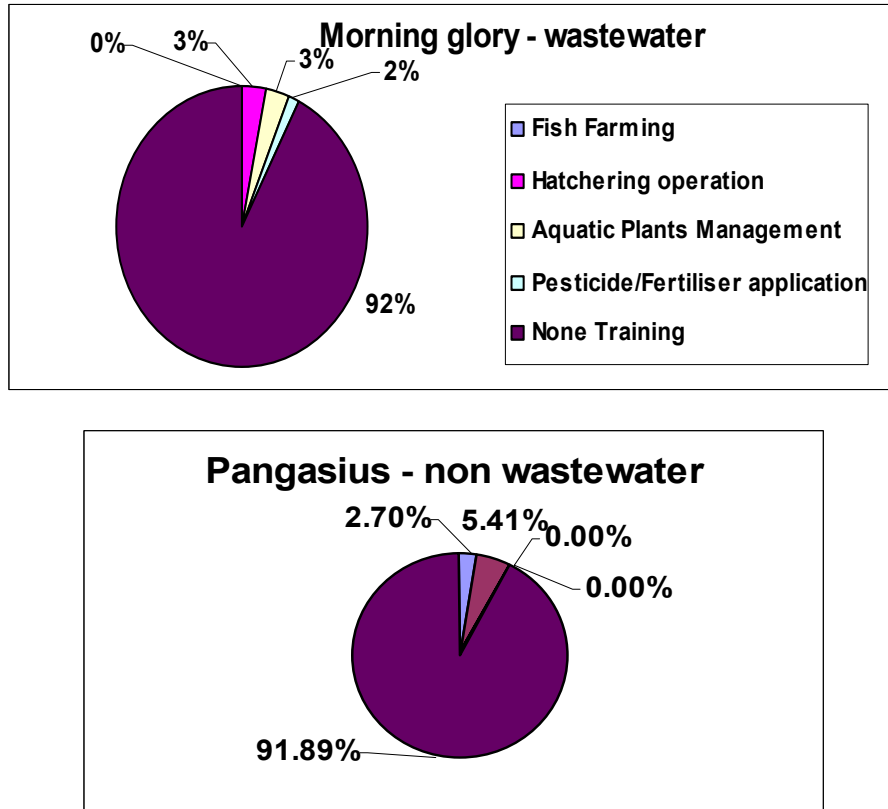 Morning glory - wastewater
0%
3%
3%
2%
92%
Fish Farming
Hatchering operation
Aquatic Plants Management
Pesticide/Fertiliser application
None Training
Pangasius - non wastewater
2.70%
5.41%
0.00%
0.00%
91.89%